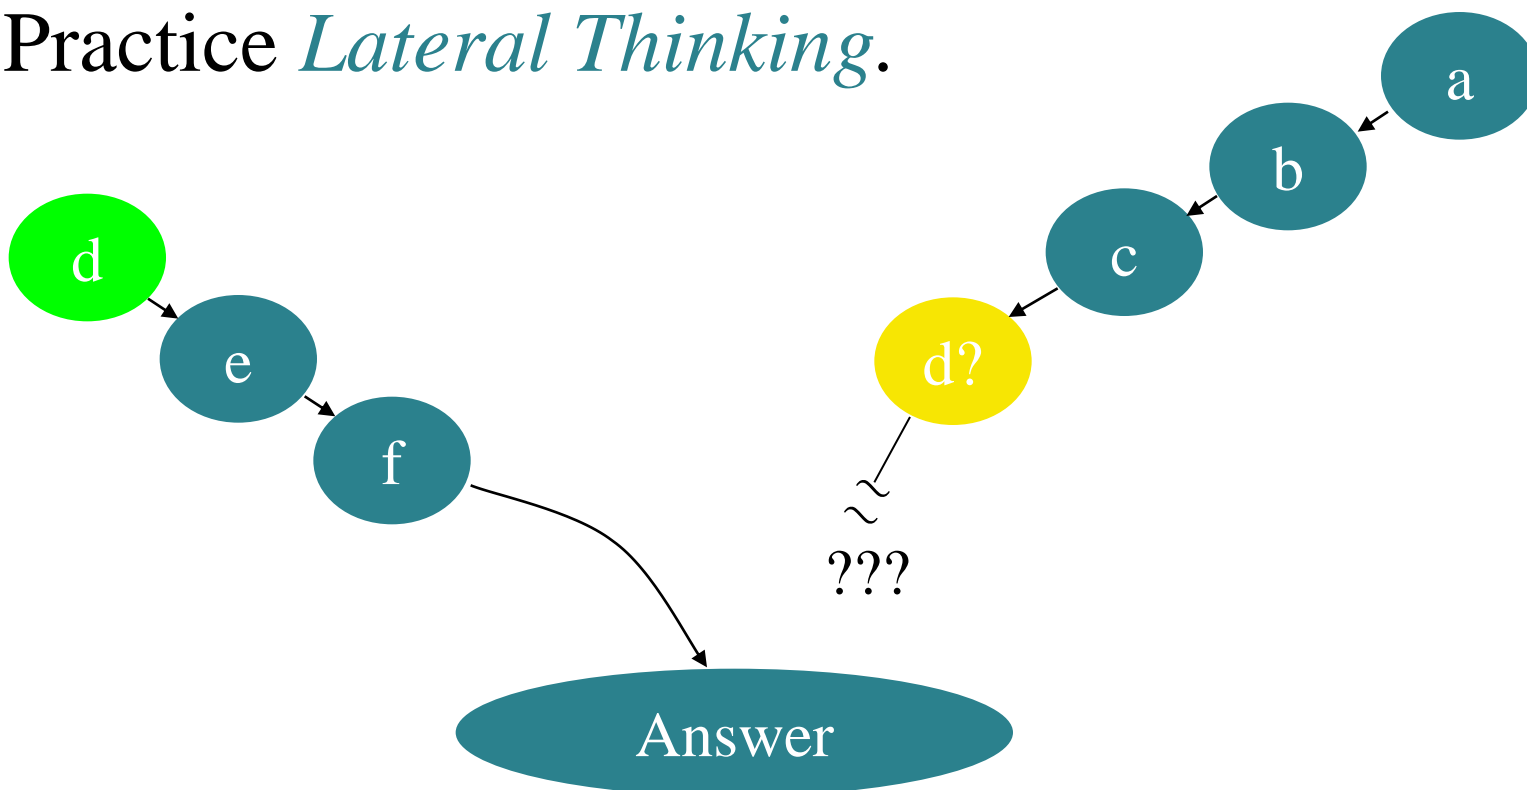 Practice Lateral Thinking.
a
b
c
d
d?
e
f
~
~
???
Answer